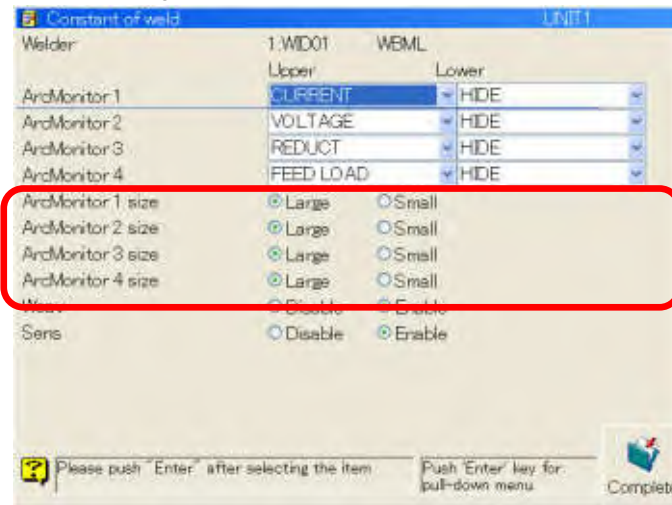 Constant of weld UNIT1
Welder 1:WID01 WBML
Upper Lower
ArcMonitor 1 CURRENT HIDE
ArcMonitor 2 VOLTAGE HIDE
ArcMonitor 3 REDUCT HIDE
ArcMonitor 4 FEED LOAD HIDE
ArcMonitor 1 size Large Small
ArcMonitor 2 size Large Small
ArcMonitor 3 size Large Small
ArcMonitor 4 size Large Small
Disable Enable
Sens Disable Enable
Please push "Enter" after selecting the item Push 'Enter' key for
pull-down menu
Complet